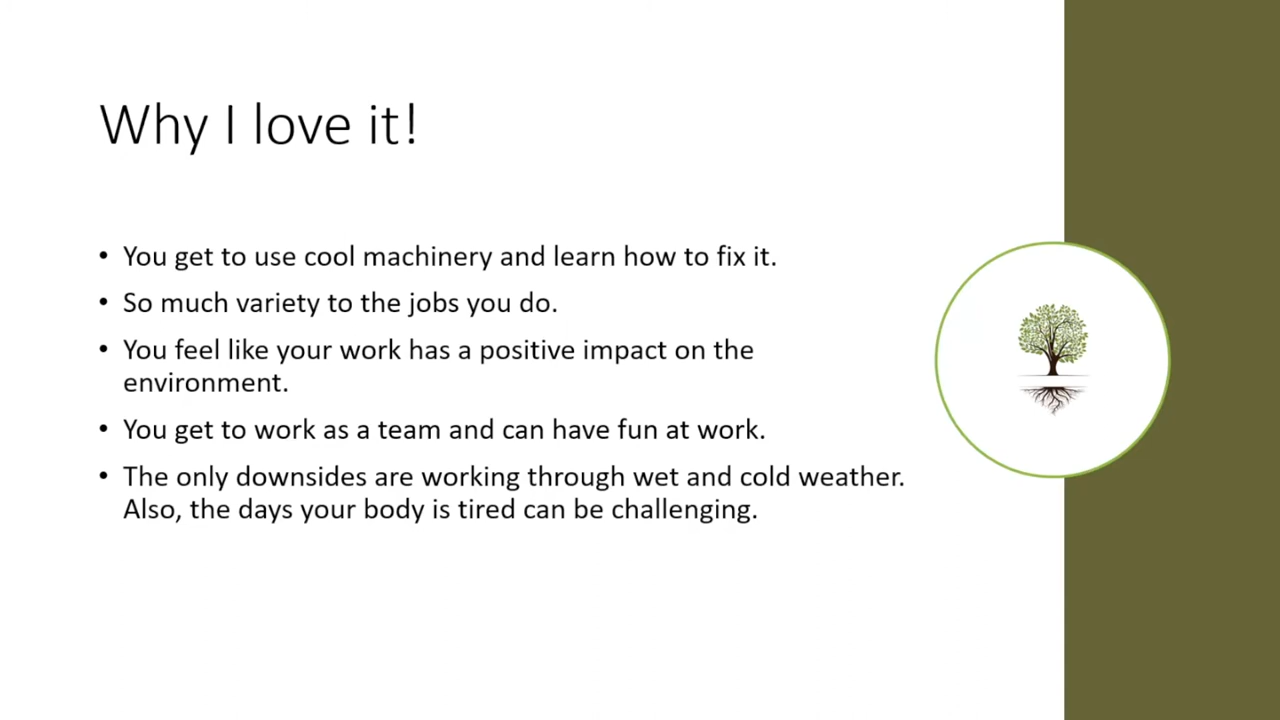 Why I love it!
• You get to use cool machinery and learn how to fix it.
• So much variety to the jobs you do.
• You feel like your work has a positive impact on the
environment.
• You get to work as a team and can have fun at work.
• The only downsides are working through wet and cold weather.
Also, the days your body is tired can be challenging.